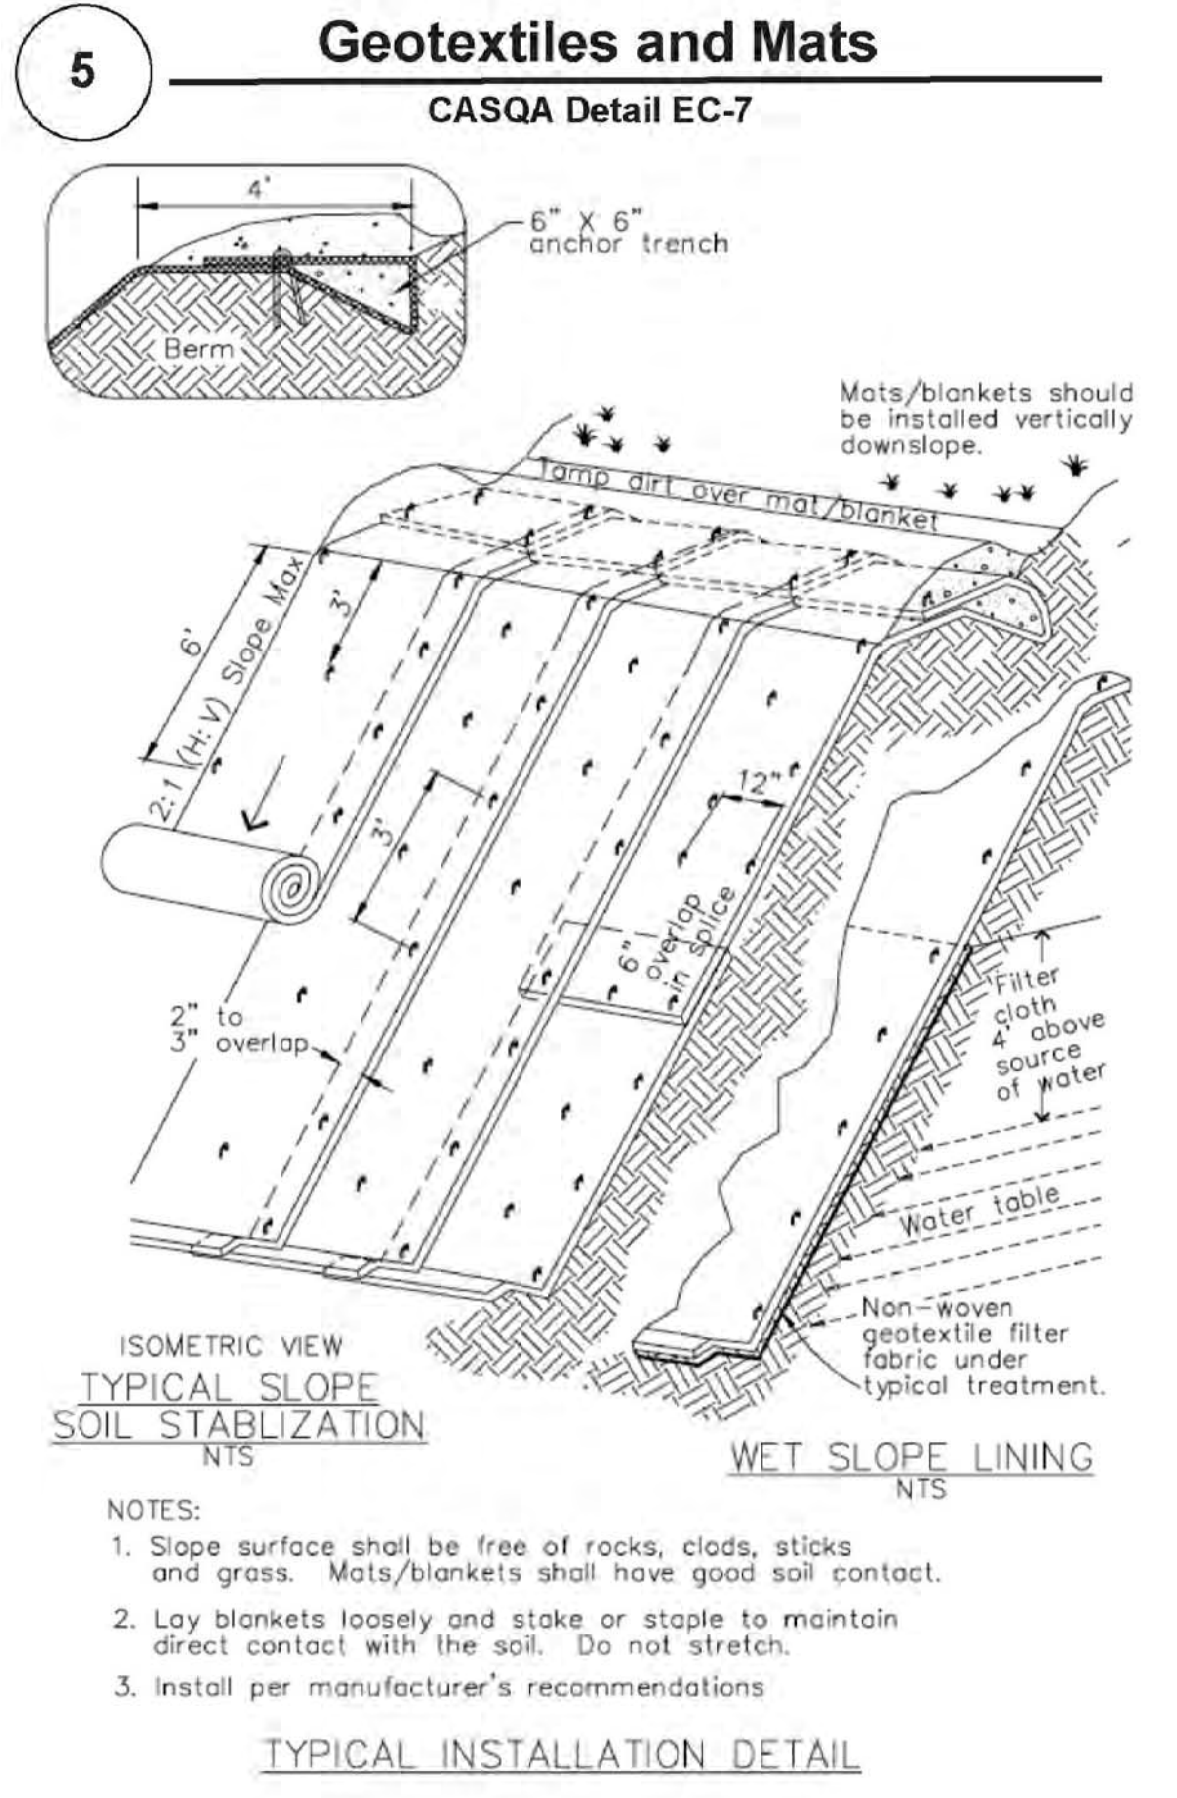 5
Geotextiles and Mats
CASQA Detail EC-7
4'
6" X 6"
anchor trench
Berm
Mats/blankets should
be installed vertically
downslope.
Tamp dirt over mat/blanket
6'
2:1 (H:V) Slope Max
3'
3'
12"
6"
overlap
in splice
2" to
3" overlap
Filter
cloth
4' above
source
of water
Water table
Non-woven
geotextile filter
fabric under
typical treatment.
ISOMETRIC VIEW
TYPICAL SLOPE
SOIL STABLIZATION
NTS
WET SLOPE LINING
NTS
NOTES:
1. Slope surface shall be free of rocks, clods, sticks
and grass. Mats/blankets shall have good soil contact.
2. Lay blankets loosely and stake or staple to maintain
direct contact with the soil. Do not stretch.
3. Install per manufacturer's recommendations
TYPICAL INSTALLATION DETAIL